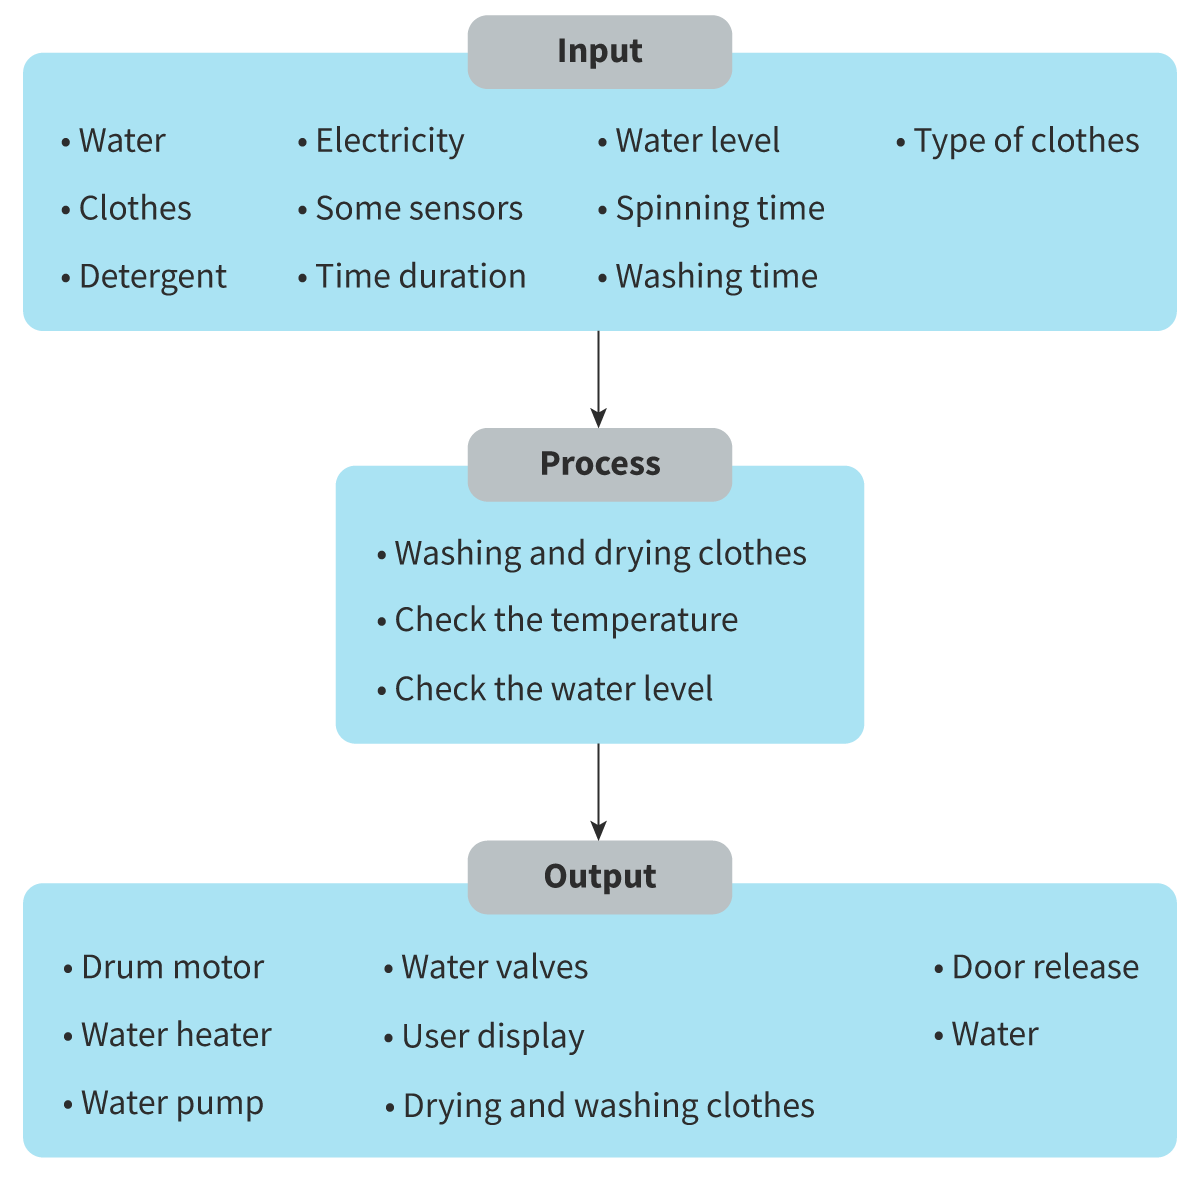 Input
• Water
• Clothes
• Detergent
• Electricity
• Some sensors
• Time duration
• Water level
• Spinning time
• Washing time
• Type of clothes
Process
• Washing and drying clothes
• Check the temperature
• Check the water level
Output
• Drum motor
• Water heater
• Water pump
• Water valves
• User display
• Drying and washing clothes
• Door release
• Water